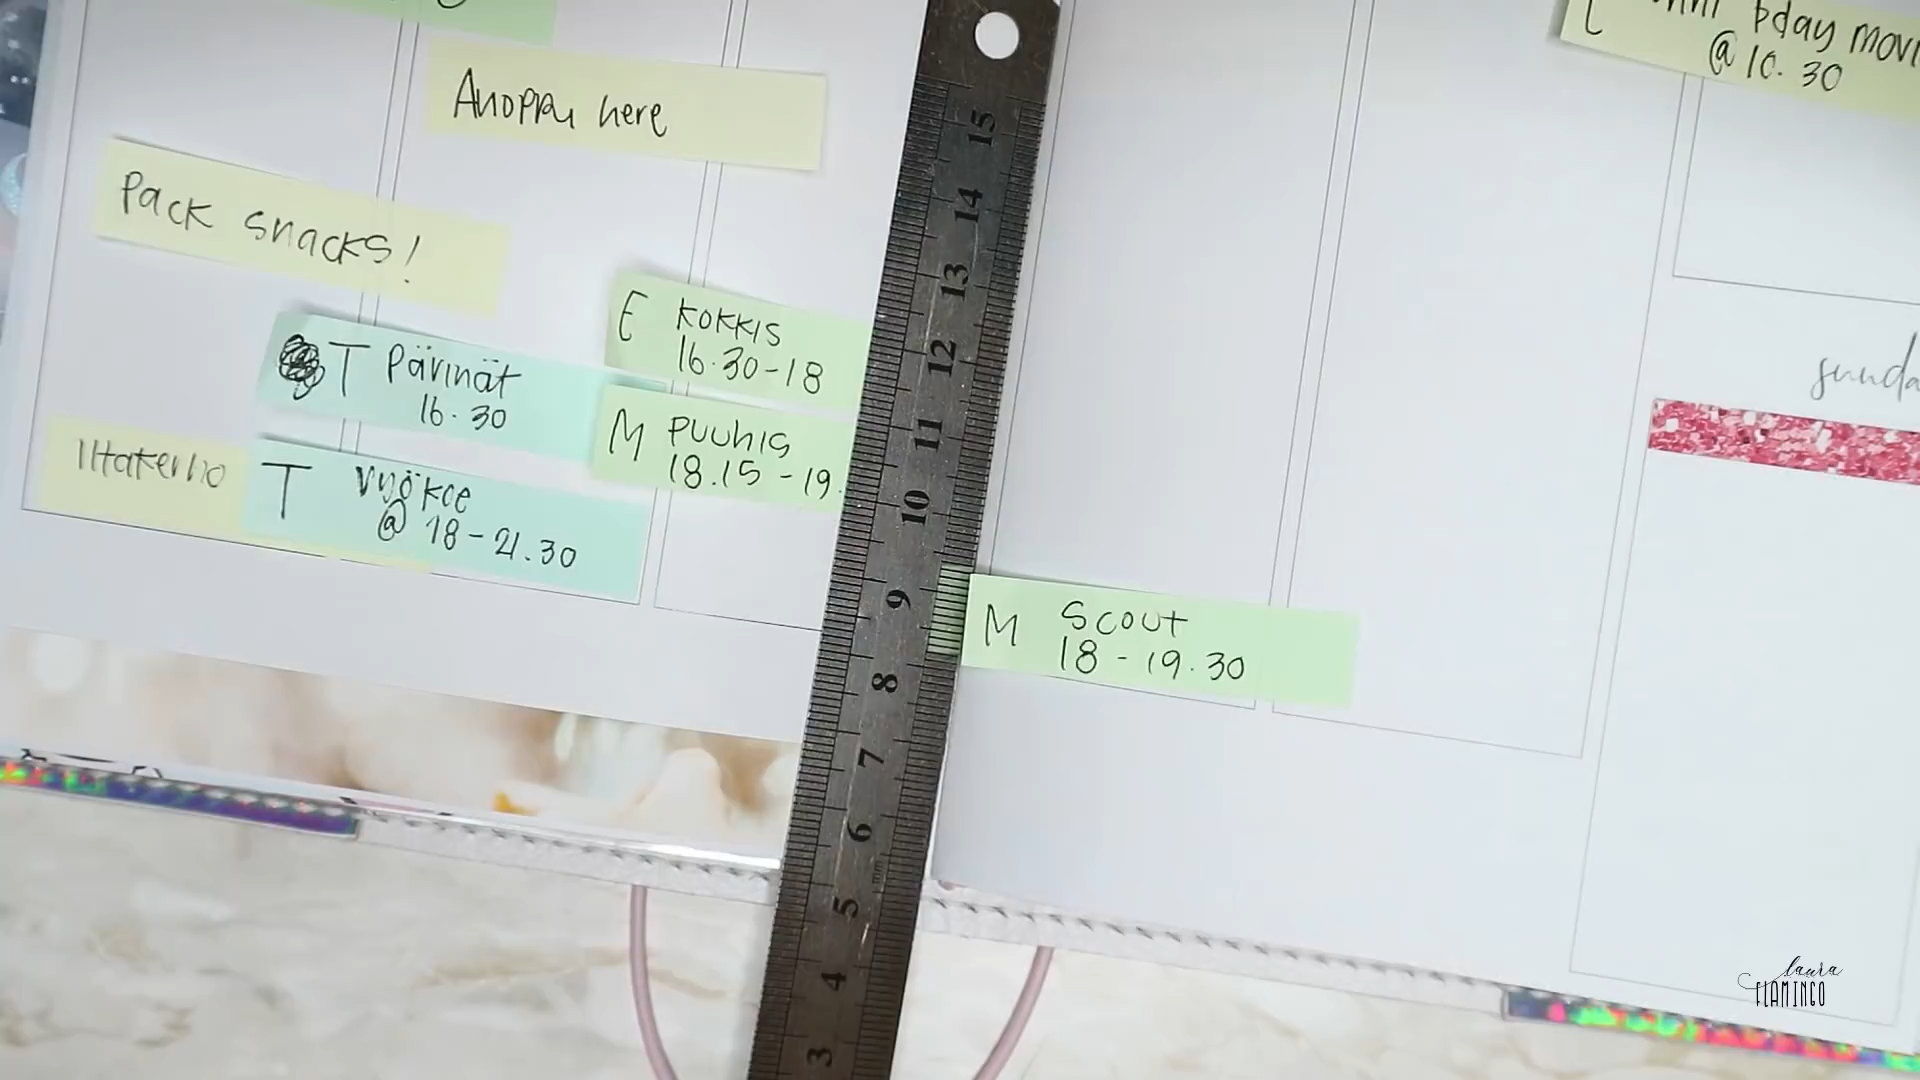 Anoppu here
Pack snacks!
E KOKKIS
16.30-18
T Pärinät
16.30
M PUUHIS
18.15-19.
Iltakerho
T Vyökoe
@ 18-21.30
15
14
13
12
11
10
9
8
7
6
5
4
3
M Scout
18-19.30
bday movi
@ 10.30
sunda
laura
FLAMINGO